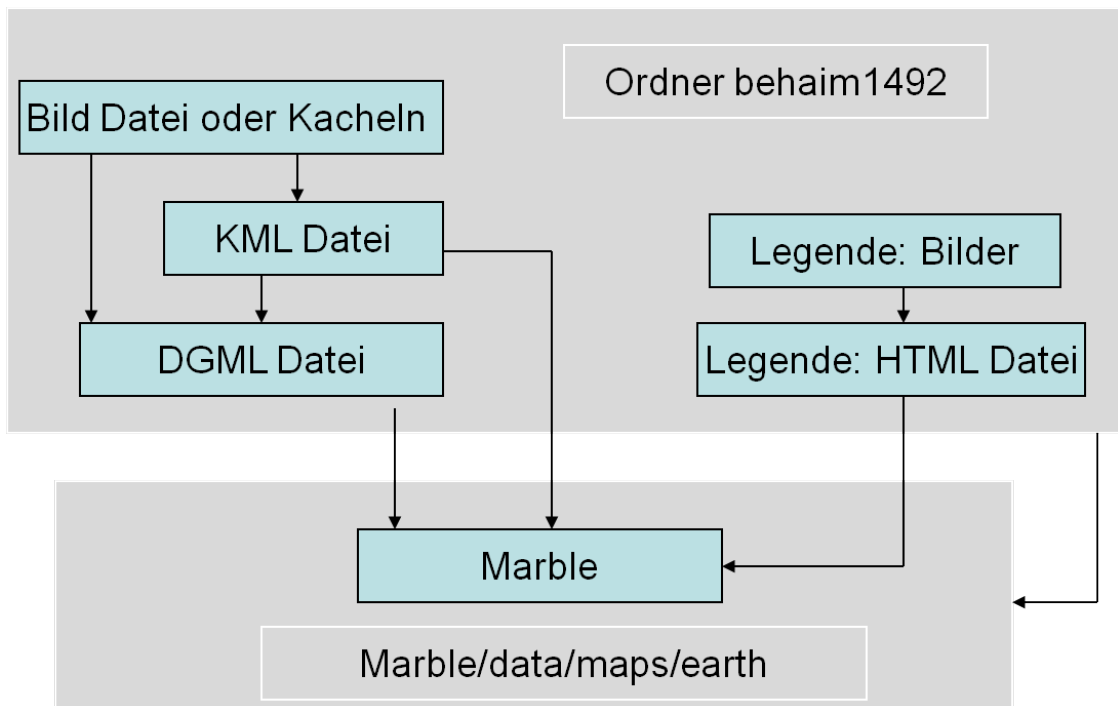 Ordner behaim1492
Bild Datei oder Kacheln
KML Datei
Legende: Bilder
DGML Datei
Legende: HTML Datei
Marble
Marble/data/maps/earth